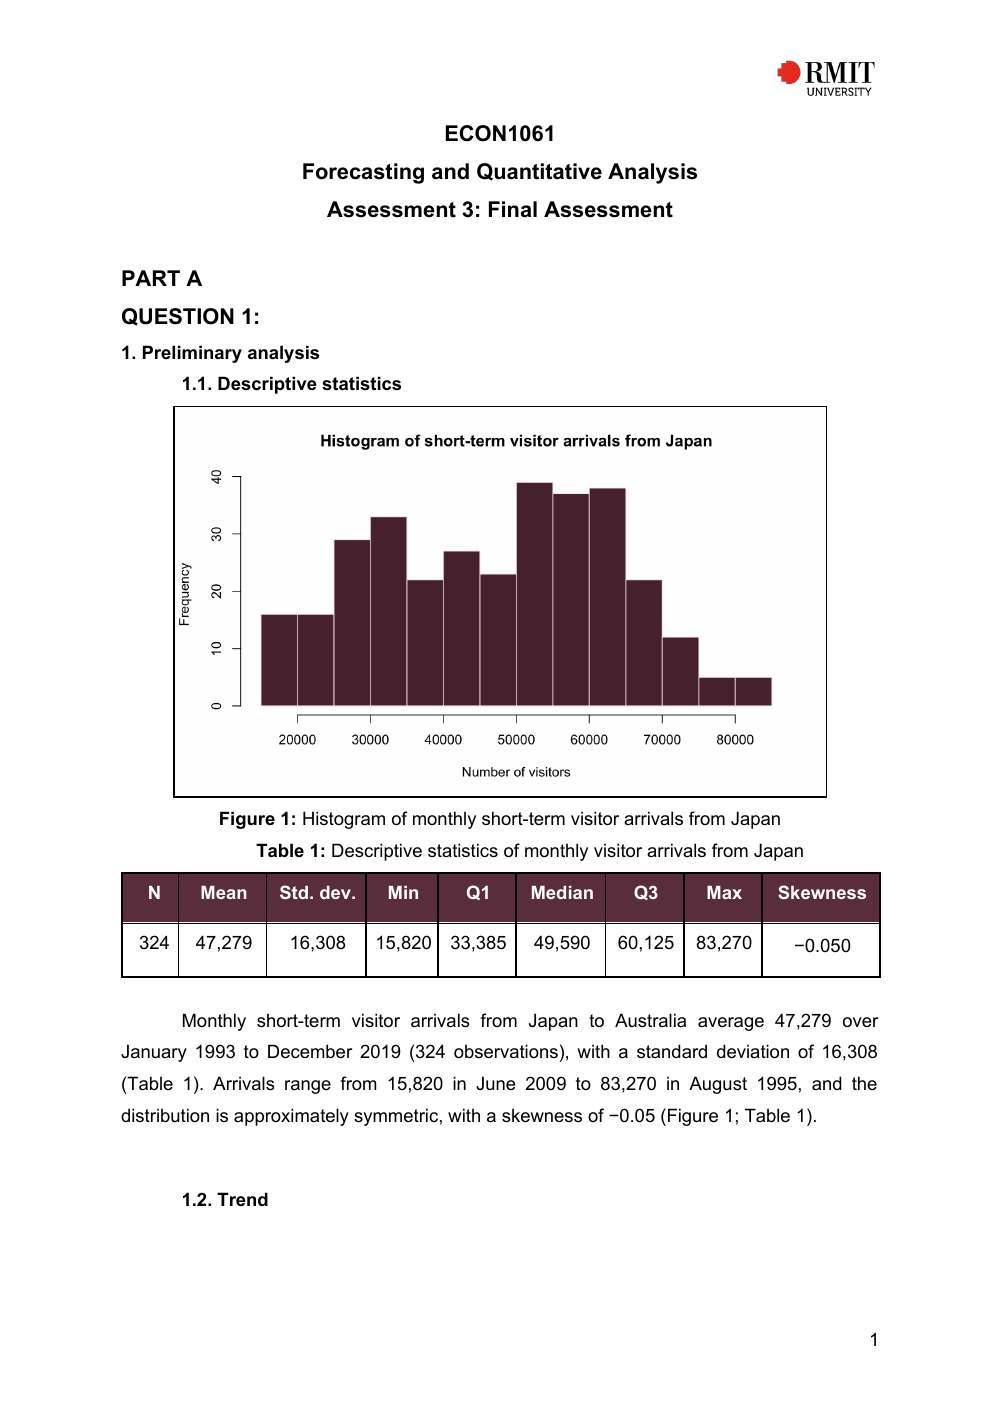 RMIT
UNIVERSITY
ECON1061
Forecasting and Quantitative Analysis
Assessment 3: Final Assessment
PART A
QUESTION 1:
1. Preliminary analysis
1.1. Descriptive statistics
Histogram of short-term visitor arrivals from Japan
Frequency
40
30
20
10
0
20000 30000 40000 50000 60000 70000 80000
Number of visitors
Figure 1: Histogram of monthly short-term visitor arrivals from Japan
Table 1: Descriptive statistics of monthly visitor arrivals from Japan
N Mean Std. dev. Min Q1 Median Q3 Max Skewness
324 47,279 16,308 15,820 33,385 49,590 60,125 83,270 −0.050
Monthly short-term visitor arrivals from Japan to Australia average 47,279 over
January 1993 to December 2019 (324 observations), with a standard deviation of 16,308
(Table 1). Arrivals range from 15,820 in June 2009 to 83,270 in August 1995, and the
distribution is approximately symmetric, with a skewness of −0.05 (Figure 1; Table 1).
1.2. Trend
1